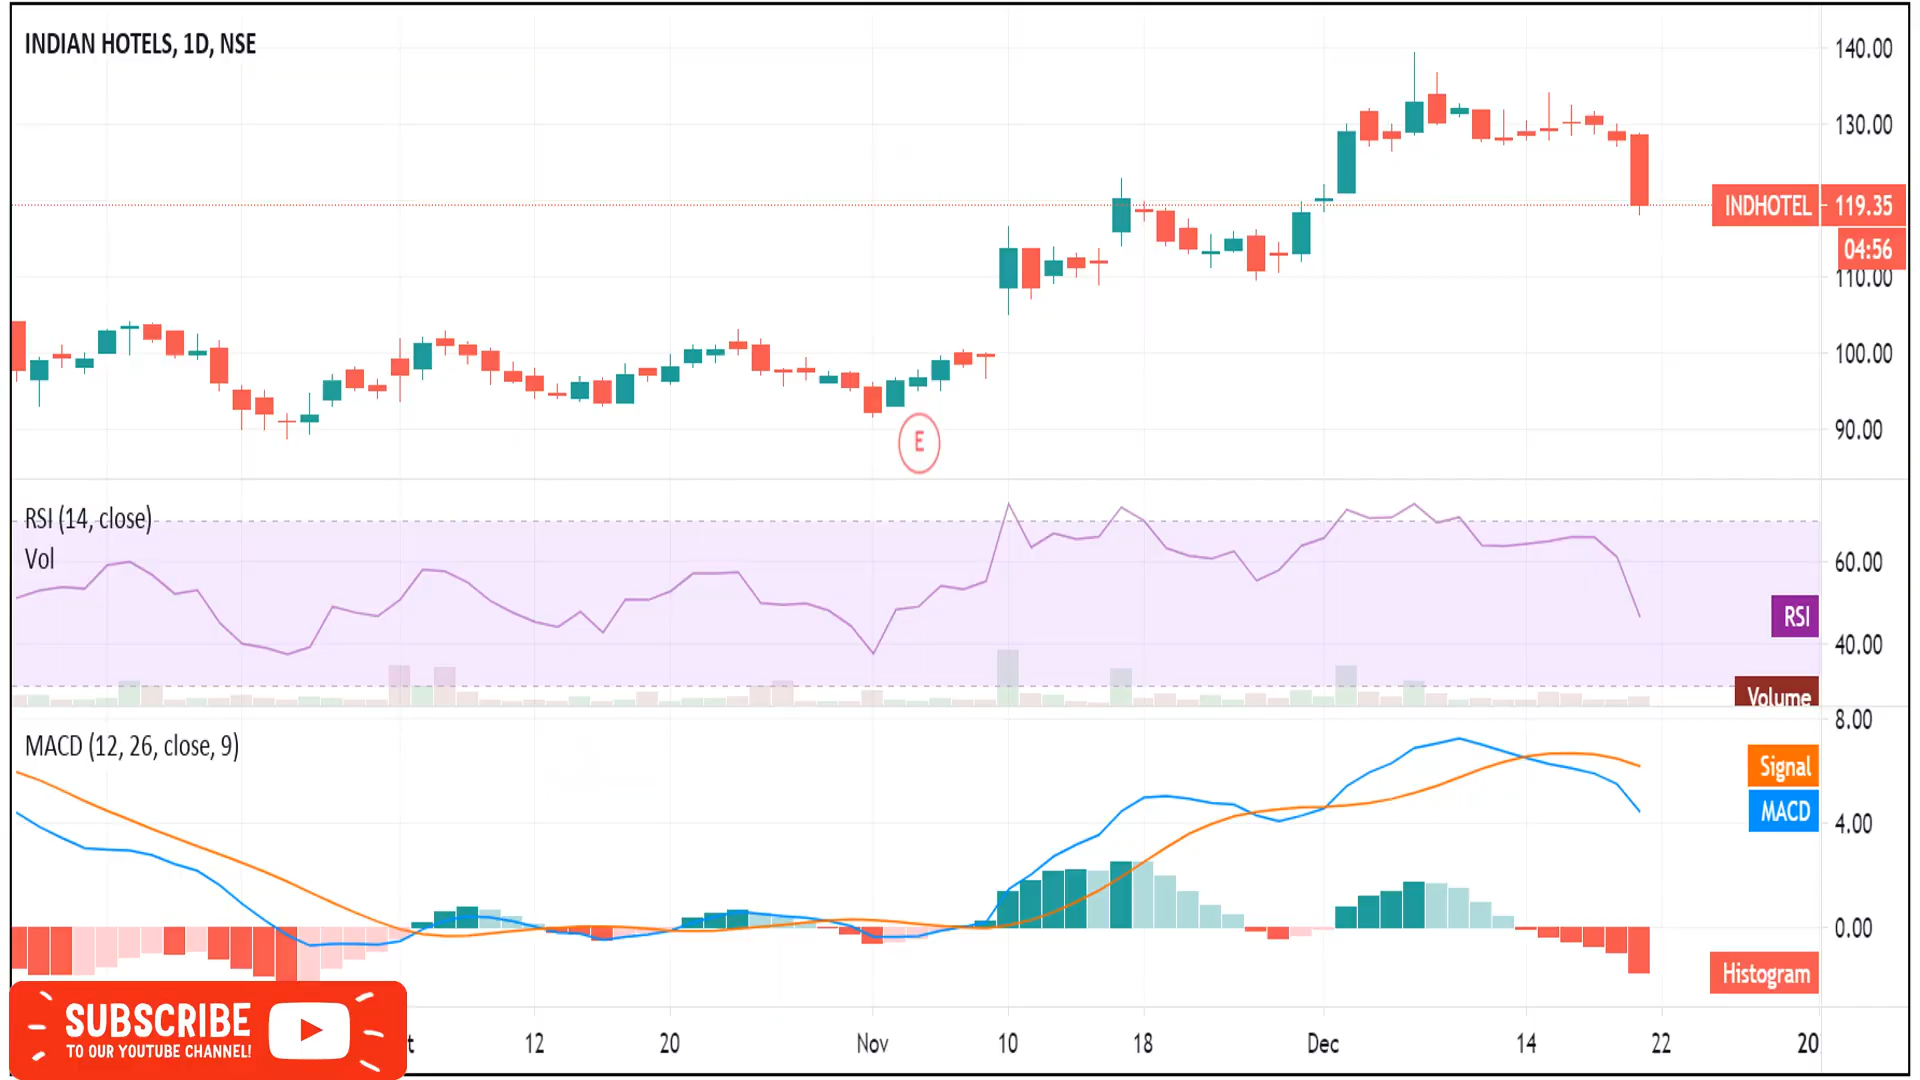 INDIAN HOTELS, 1D, NSE
140.00
130.00
INDHOTEL 119.35
04:56
110.00
100.00
90.00
E
RSI (14, close)
Vol
60.00
RSI
40.00
Volume
8.00
MACD (12, 26, close, 9)
Signal
MACD
4.00
0.00
Histogram
SUBSCRIBE
TO OUR YOUTUBE CHANNEL!
t 12 20 Nov 10 18 Dec 14 22 20